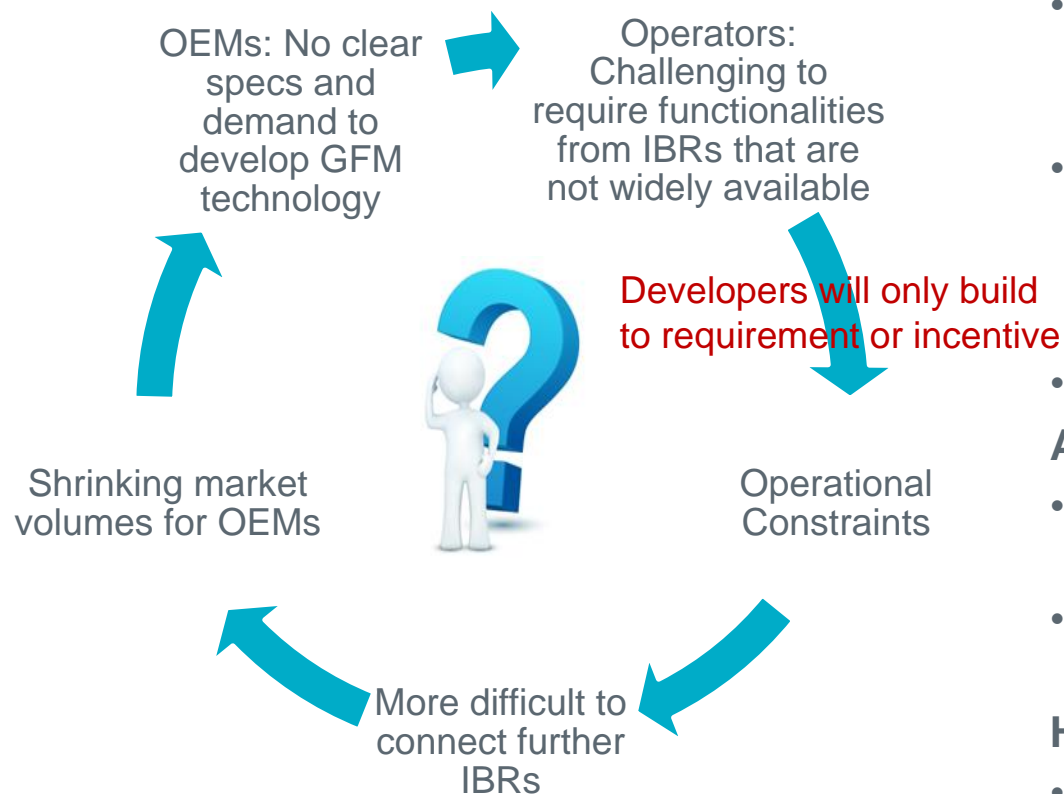 OEMs: No clear
specs and
demand to
develop GFM
technology
Operators:
Challenging to
require functionalities
from IBRs that are
not widely available
Developers will only build
to requirement or incentive
Operational
Constraints
More difficult to
connect further
IBRs
Shrinking market
volumes for OEMs